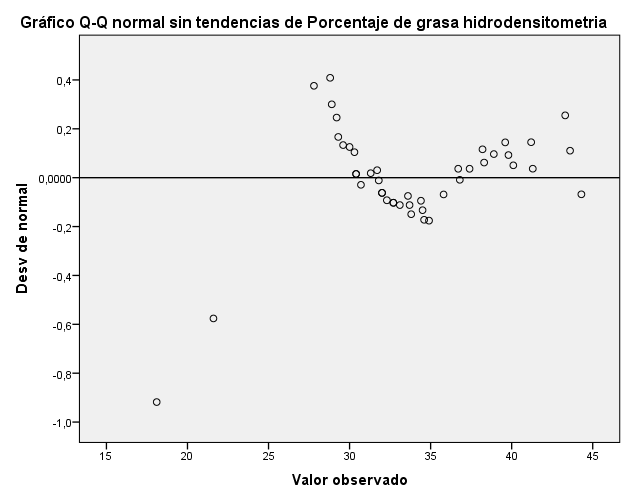 Gráfico Q-Q normal sin tendencias de Porcentaje de grasa hidrodensitometria
0,4
0,2
0,0000
-0,2
-0,4
-0,6
-0,8
-1,0
Desv de normal
15 20 25 30 35 40 45
Valor observado